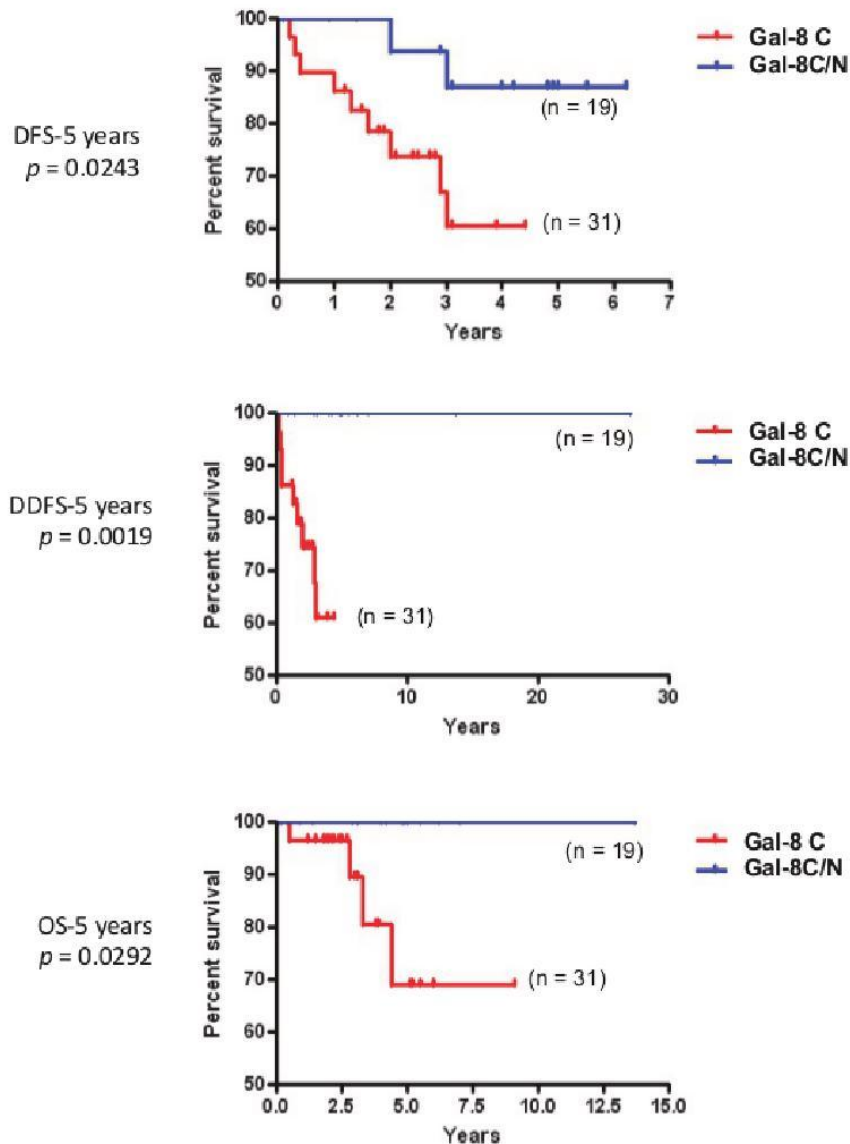 DFS-5 years
p = 0.0243
Percent survival
100
90
80
70
60
50
0 1 2 3 4 5 6 7
Years
(n = 19)
(n = 31)
Gal-8 C
Gal-8C/N
DDFS-5 years
p = 0.0019
Percent survival
100
90
80
70
60
50
0 10 20 30
Years
(n = 19)
(n = 31)
Gal-8 C
Gal-8C/N
OS-5 years
p = 0.0292
Percent survival
100
90
80
70
60
50
0.0 2.5 5.0 7.5 10.0 12.5 15.0
Years
(n = 19)
(n = 31)
Gal-8 C
Gal-8C/N